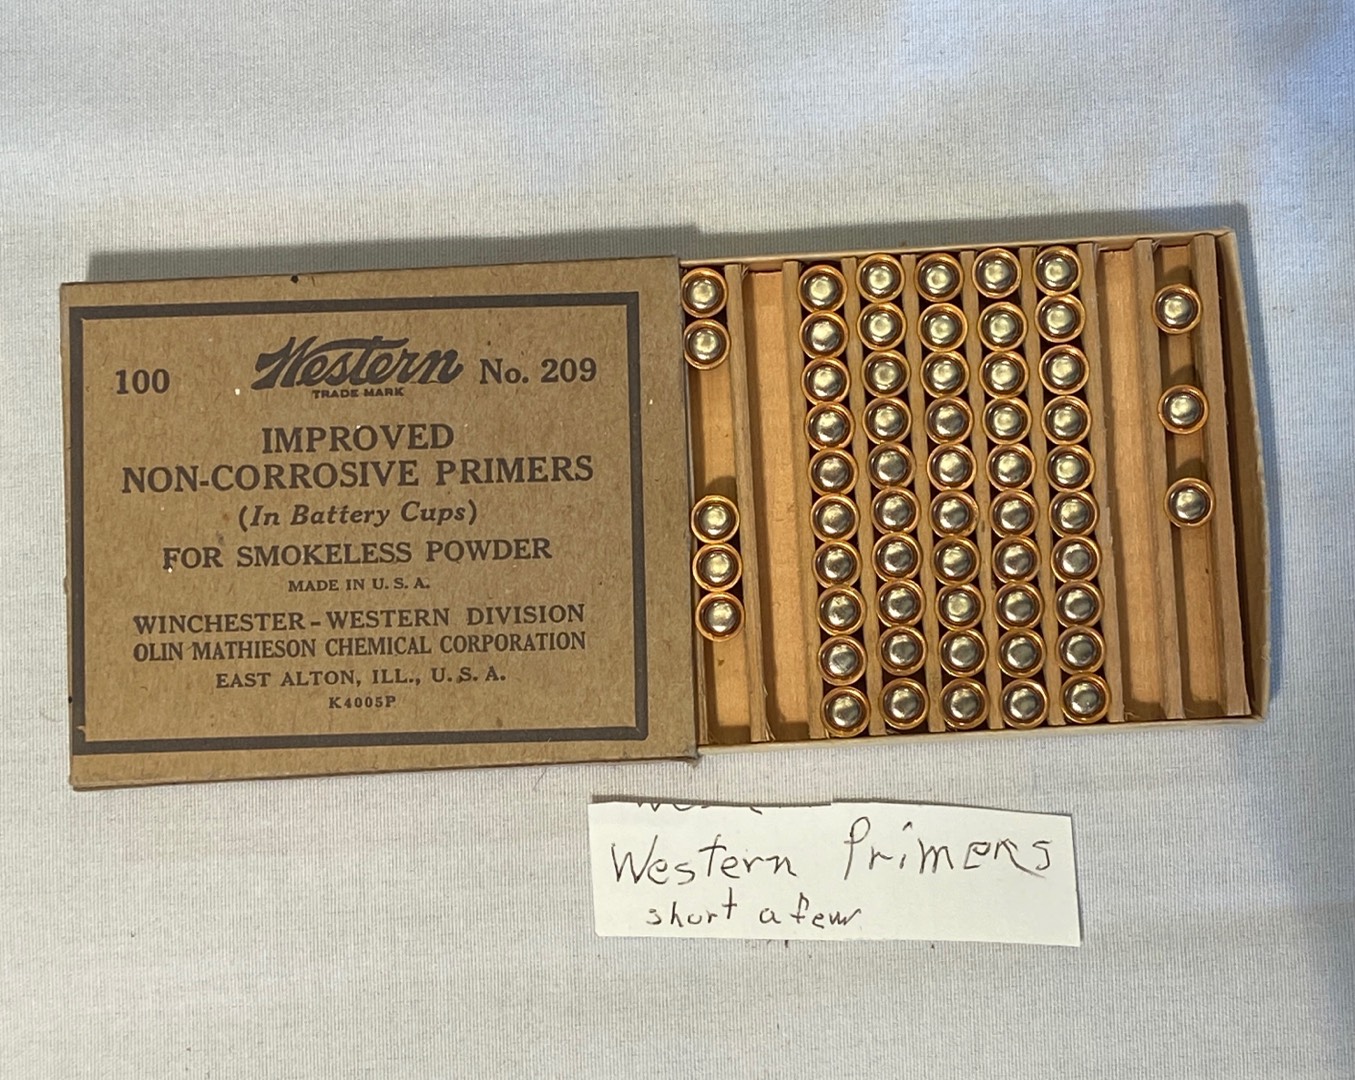 100 Western No. 209
TRADE MARK
IMPROVED
NON-CORROSIVE PRIMERS
(In Battery Cups)
FOR SMOKELESS POWDER
MADE IN U. S. A.
WINCHESTER-WESTERN DIVISION
OLIN MATHIESON CHEMICAL CORPORATION
EAST ALTON, ILL., U. S. A.
K4005P
Western Primers
short a few